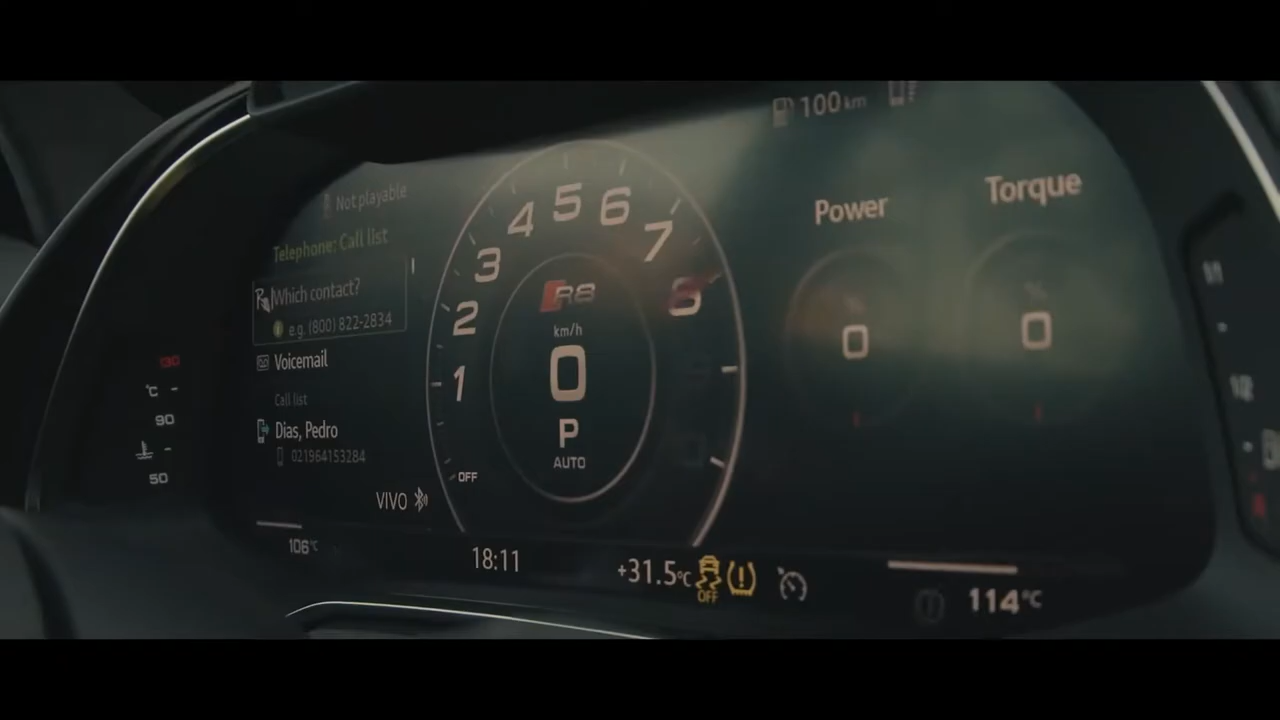 100 km
Not playable
Telephone: Call list
Which contact?
e.g. (800) 822-2834
Voicemail
Call list
Dias, Pedro
021964153284
VIVO
130
°C
90
50
106°C
1
2
3
4
5
6
7
8
OFF
R8
km/h
0
P
AUTO
Power
%
0
Torque
%
0
18:11
+31.5°C
OFF
114°C